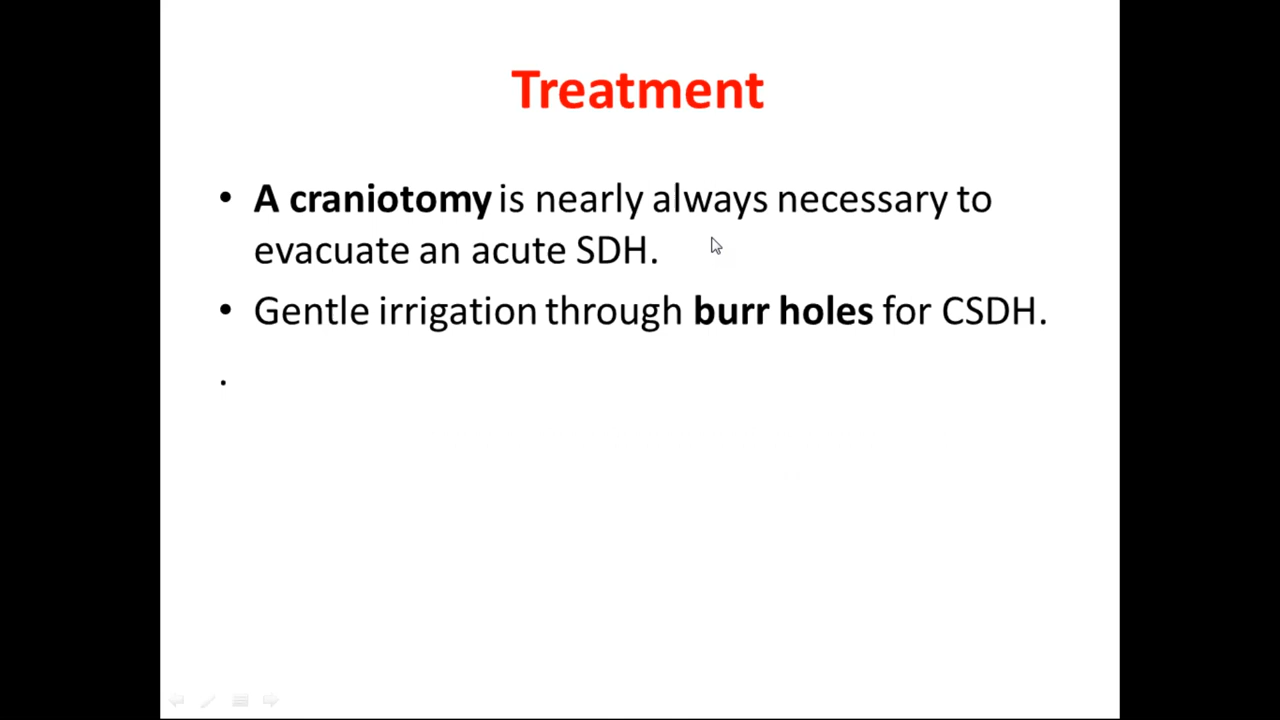 Treatment
• A craniotomy is nearly always necessary to
evacuate an acute SDH.
• Gentle irrigation through burr holes for CSDH.
.